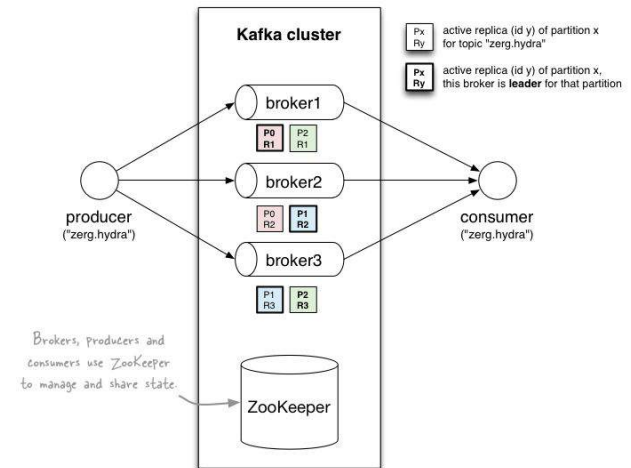 Kafka cluster
Px
Ry
active replica (id y) of partition x
for topic "zerg.hydra"
Px
Ry
active replica (id y) of partition x,
this broker is leader for that partition
broker1
P0
R1
P2
R1
broker2
P0
R2
P1
R2
broker3
P1
R3
P2
R3
producer
("zerg.hydra")
consumer
("zerg.hydra")
Brokers, producers and
consumers use ZooKeeper
to manage and share state.
ZooKeeper